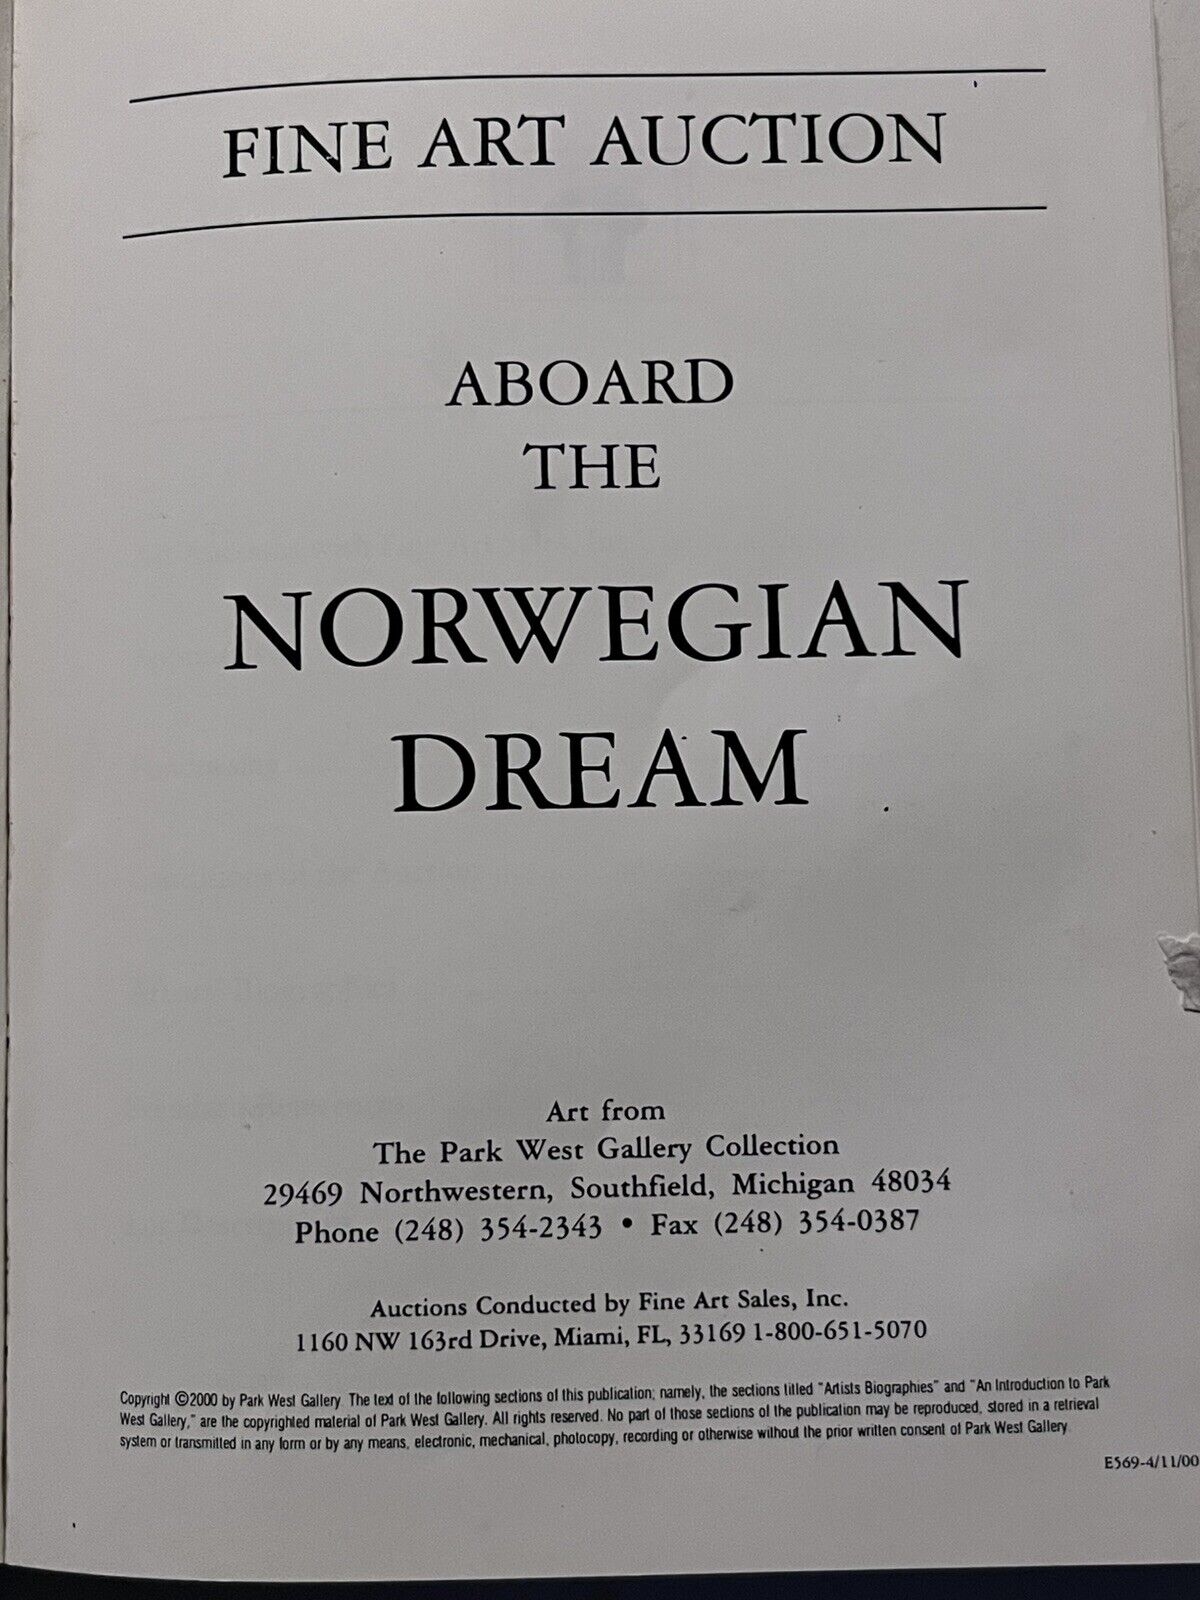 FINE ART AUCTION
ABOARD
THE
NORWEGIAN
DREAM
Art from
The Park West Gallery Collection
29469 Northwestern, Southfield, Michigan 48034
Phone (248) 354-2343 • Fax (248) 354-0387
Auctions Conducted by Fine Art Sales, Inc.
1160 NW 163rd Drive, Miami, FL, 33169 1-800-651-5070
Copyright ©2000 by Park West Gallery. The text of the following sections of this publication; namely, the sections titled "Artists Biographies" and "An Introduction to Park
West Gallery," are the copyrighted material of Park West Gallery. All rights reserved. No part of those sections of the publication may be reproduced, stored in a retrieval
system or transmitted in any form or by any means, electronic, mechanical, photocopy, recording or otherwise without the prior written consent of Park West Gallery.
E569-4/11/00